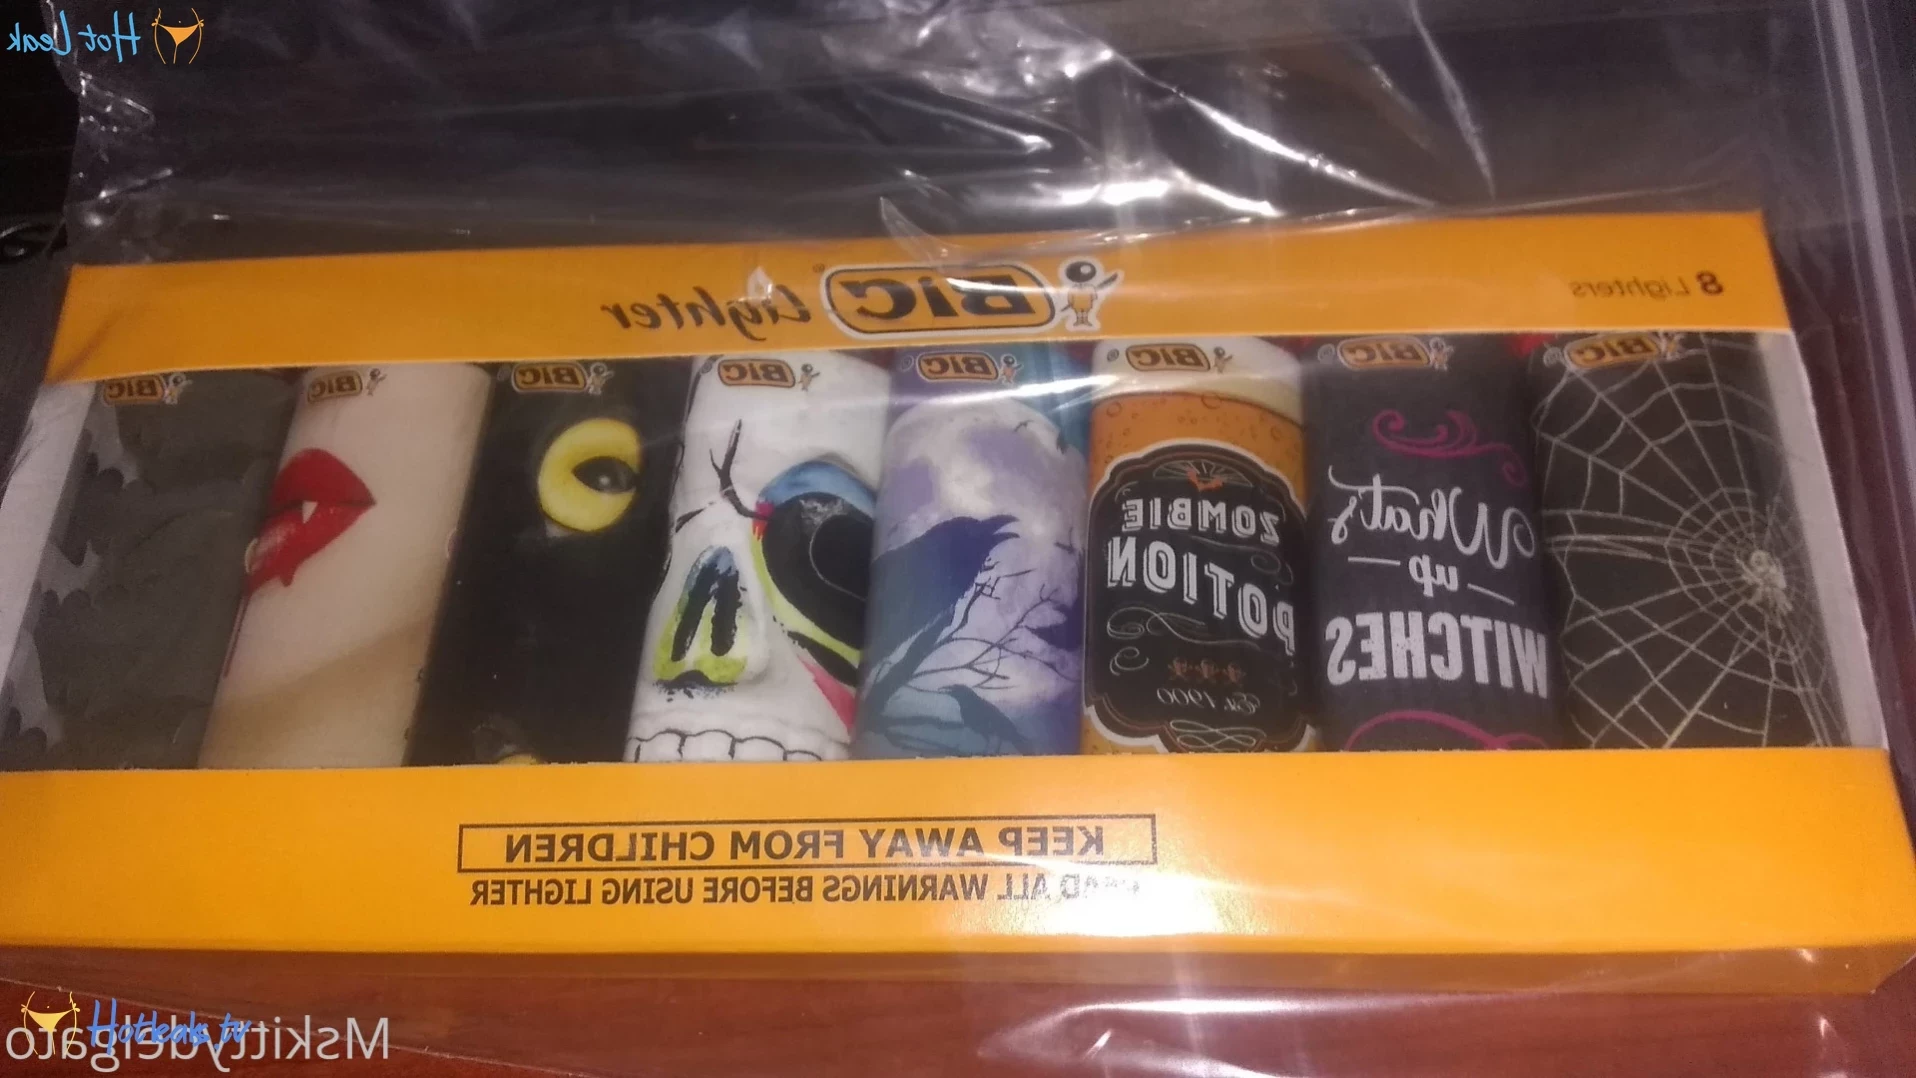 Hot Leak
8 Lighters
BiC Lighter
BiC BiC BiC BiC BiC BiC BiC BiC
ZOMBIE
POTION
Est. 1900
What's
up
WITCHES
KEEP AWAY FROM CHILDREN
READ ALL WARNINGS BEFORE USING LIGHTER
Hotleaks.tv
Mskittydelgato